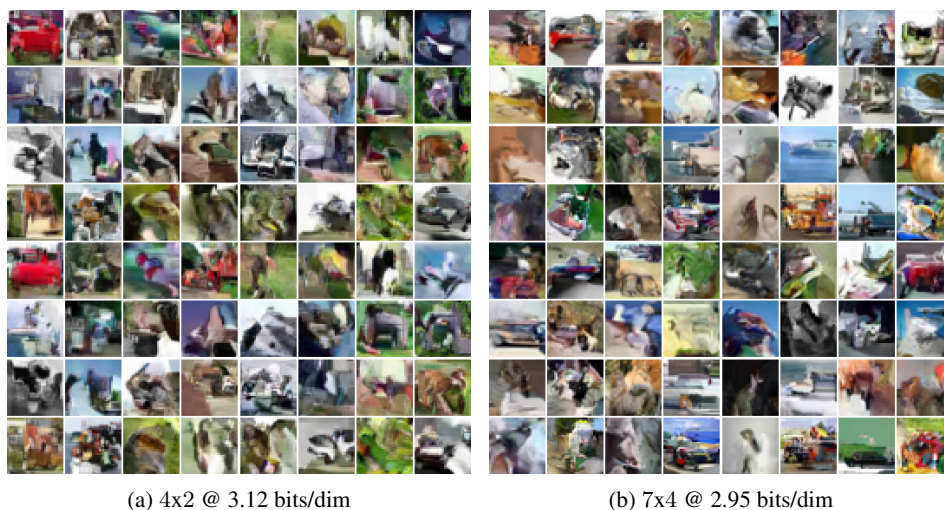 (a) 4x2 @ 3.12 bits/dim
(b) 7x4 @ 2.95 bits/dim